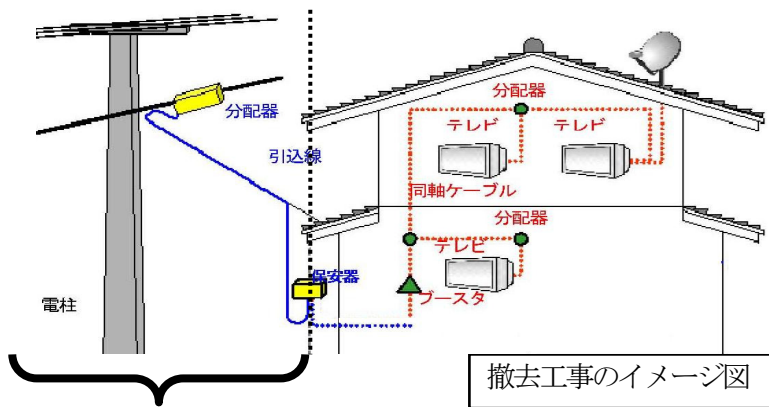 分配器
分配器
テレビ
テレビ
引込線
同軸ケーブル
分配器
テレビ
保安器
ブースタ
電柱
撤去工事のイメージ図